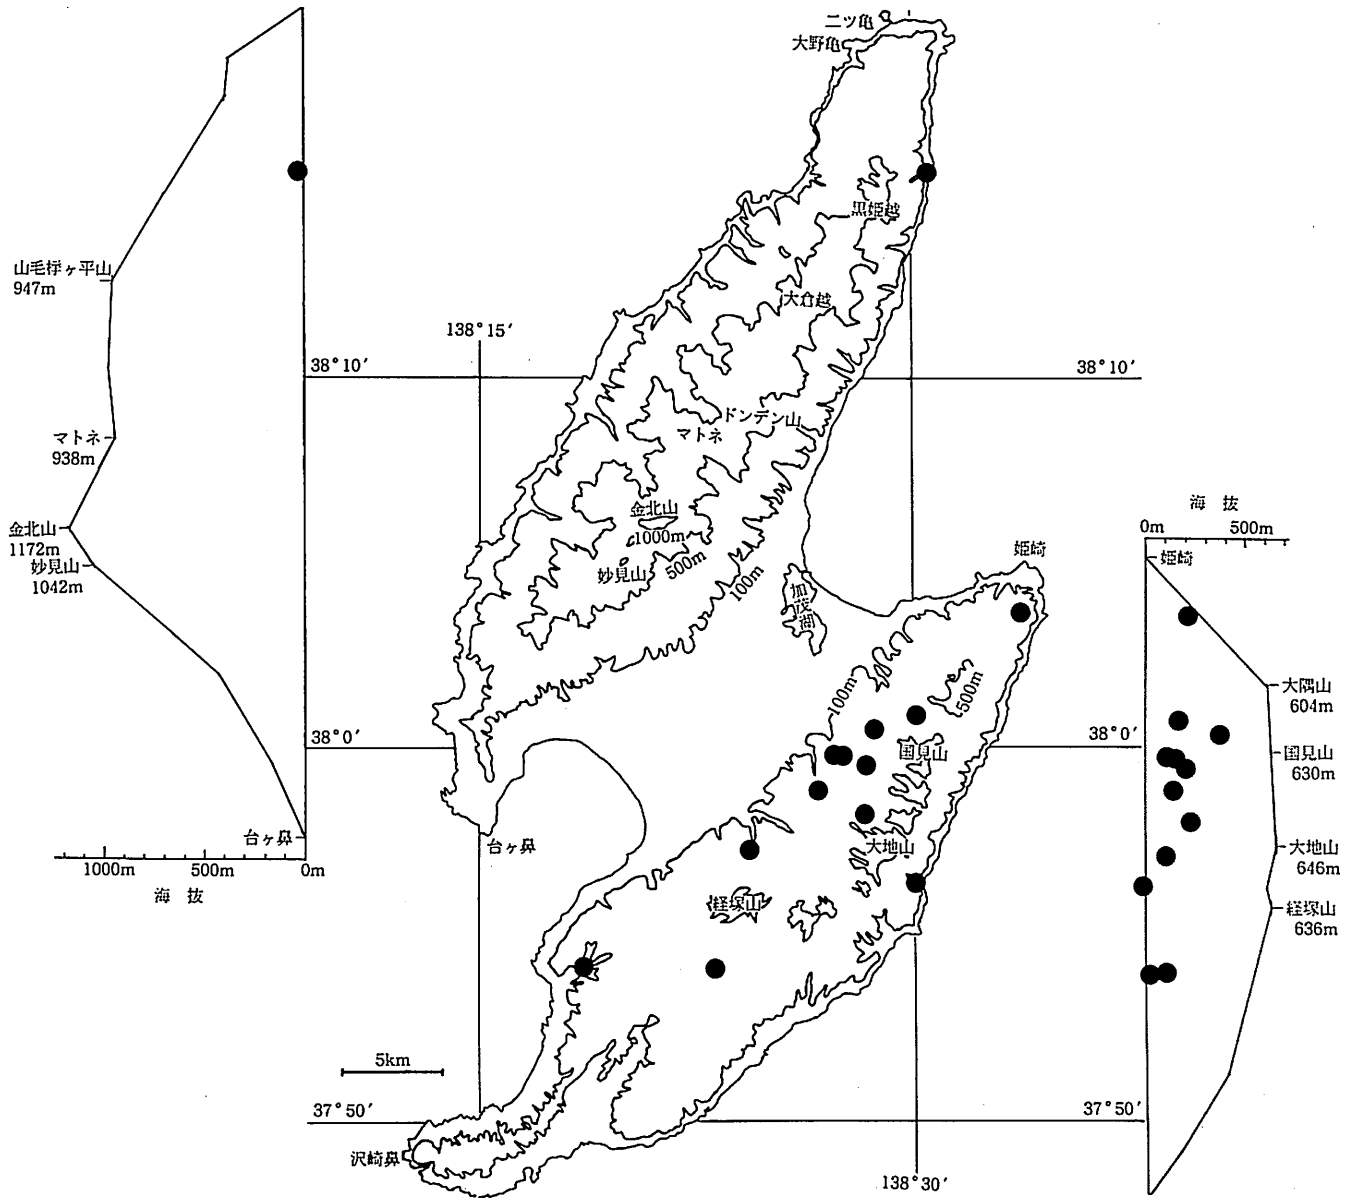 二ツ亀
大野亀
黒姫越
山毛欅ヶ平山
947m
大倉越
138°15′
38°10′
38°10′
ドンデン山
マトネ
マトネ
938m
海 抜
0m
500m
金北山
1172m
金北山
1000m
妙見山
1042m
妙見山
500m
100m
姫崎
姫崎
加茂湖
100m
500m
大隅山
604m
38°0′
38°0′
国見山
国見山
630m
台ヶ鼻
台ヶ鼻
大地山
大地山
646m
1000m
500m
0m
海 抜
経塚山
経塚山
636m
5km
37°50′
37°50′
沢崎鼻
138°30′